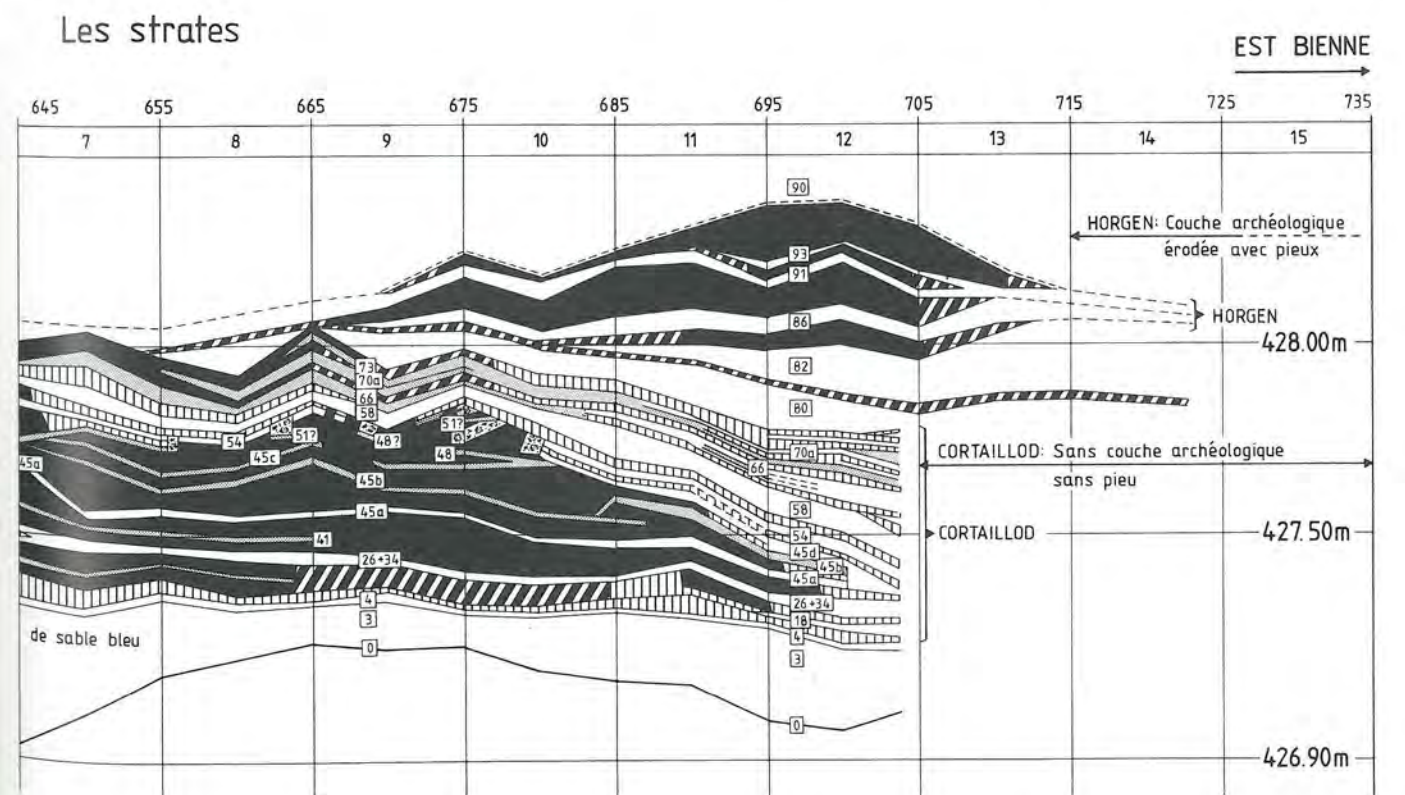 Les strates
EST BIENNE
645 655 665 675 685 695 705 715 725 735
7 8 9 10 11 12 13 14 15
90
HORGEN: Couche archéologique
érodée avec pieux
93
91
HORGEN
86
428.00m
73
82
70a
66
80
58
51?
54
51?
48?
CORTAILLOD: Sans couche archéologique
sans pieu
70a
48
45c
45a
66
45b
58
45a
427.50m
54
CORTAILLOD
41
45d
26+34
45b
45a
4
26+34
3
18
4
de sable bleu
0
3
0
426.90m